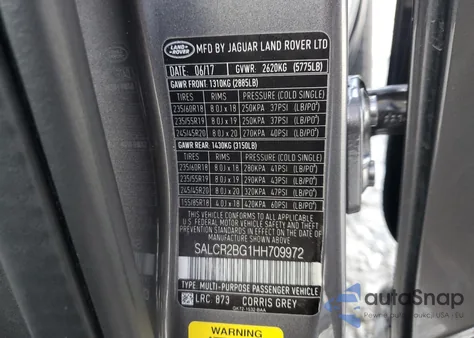 LAND ROVER
MFD BY JAGUAR LAND ROVER LTD
DATE: 06/17 GVWR: 2620KG (5775LB)
GAWR FRONT: 1310KG (2885LB)
TIRES RIMS PRESSURE (COLD SINGLE)
235/60R18 8.0J x 18 250KPA 37PSI (LB/PO²)
235/55R19 8.0J x 19 250KPA 37PSI (LB/PO²)
245/45R20 8.0J x 20 270KPA 40PSI (LB/PO²)
GAWR REAR: 1430KG (3150LB)
TIRES RIMS PRESSURE (COLD SINGLE)
235/60R18 8.0J x 18 280KPA 41PSI (LB/PO²)
235/55R19 8.0J x 19 290KPA 43PSI (LB/PO²)
245/45R20 8.0J x 20 320KPA 47PSI (LB/PO²)
155/85R18 4.0J x 18 420KPA 60PSI (LB/PO²)
THIS VEHICLE CONFORMS TO ALL APPLICABLE
U.S. FEDERAL MOTOR VEHICLE SAFETY STANDARDS
IN EFFECT ON THE DATE OF
MANUFACTURE SHOWN ABOVE
SALCR2BG1HH709972
TYPE: MULTI-PURPOSE PASSENGER VEHICLE
LRC: 873 CORRIS GREY
WARNING
autoSnap